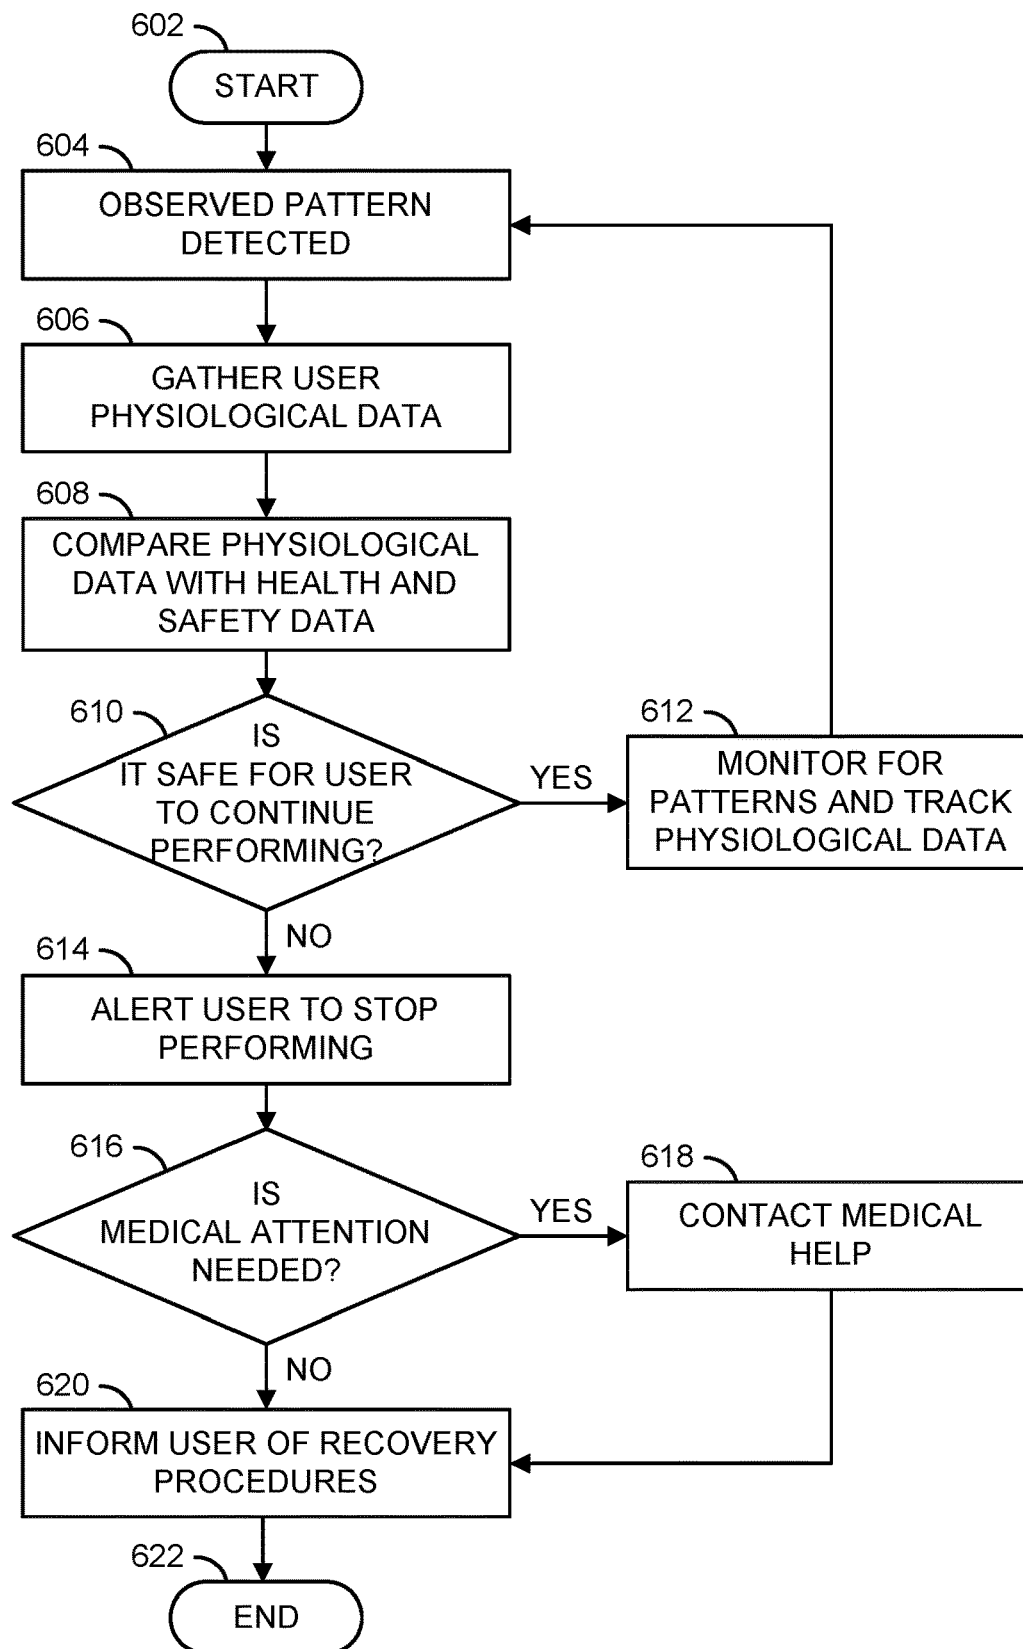 602
START
604
OBSERVED PATTERN
DETECTED
606
GATHER USER
PHYSIOLOGICAL DATA
608
COMPARE PHYSIOLOGICAL
DATA WITH HEALTH AND
SAFETY DATA
610
IS
IT SAFE FOR USER
TO CONTINUE
PERFORMING?
YES
612
MONITOR FOR
PATTERNS AND TRACK
PHYSIOLOGICAL DATA
NO
614
ALERT USER TO STOP
PERFORMING
616
IS
MEDICAL ATTENTION
NEEDED?
YES
618
CONTACT MEDICAL
HELP
NO
620
INFORM USER OF RECOVERY
PROCEDURES
622
END